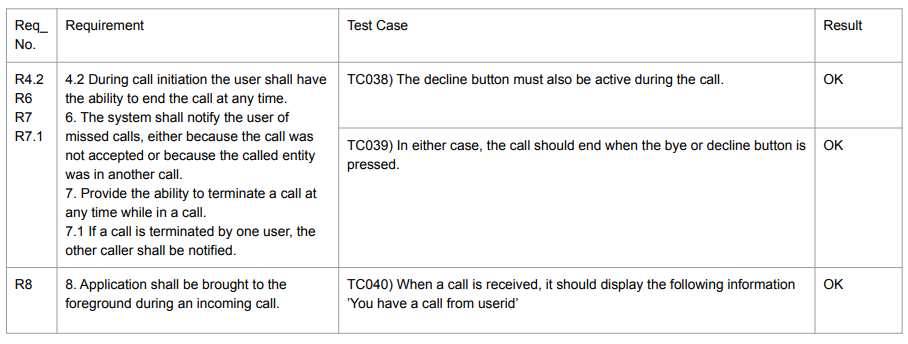 Req_ Requirement Test Case Result
No.
R4.2
R6
R7
R7.1
4.2 During call initiation the user shall have
the ability to end the call at any time.
6. The system shall notify the user of
missed calls, either because the call was
not accepted or because the called entity
was in another call.
7. Provide the ability to terminate a call at
any time while in a call.
7.1 If a call is terminated by one user, the
other caller shall be notified.
TC038) The decline button must also be active during the call.
OK
TC039) In either case, the call should end when the bye or decline button is
pressed.
OK
R8
8. Application shall be brought to the
foreground during an incoming call.
TC040) When a call is received, it should display the following information
’You have a call from userid’
OK